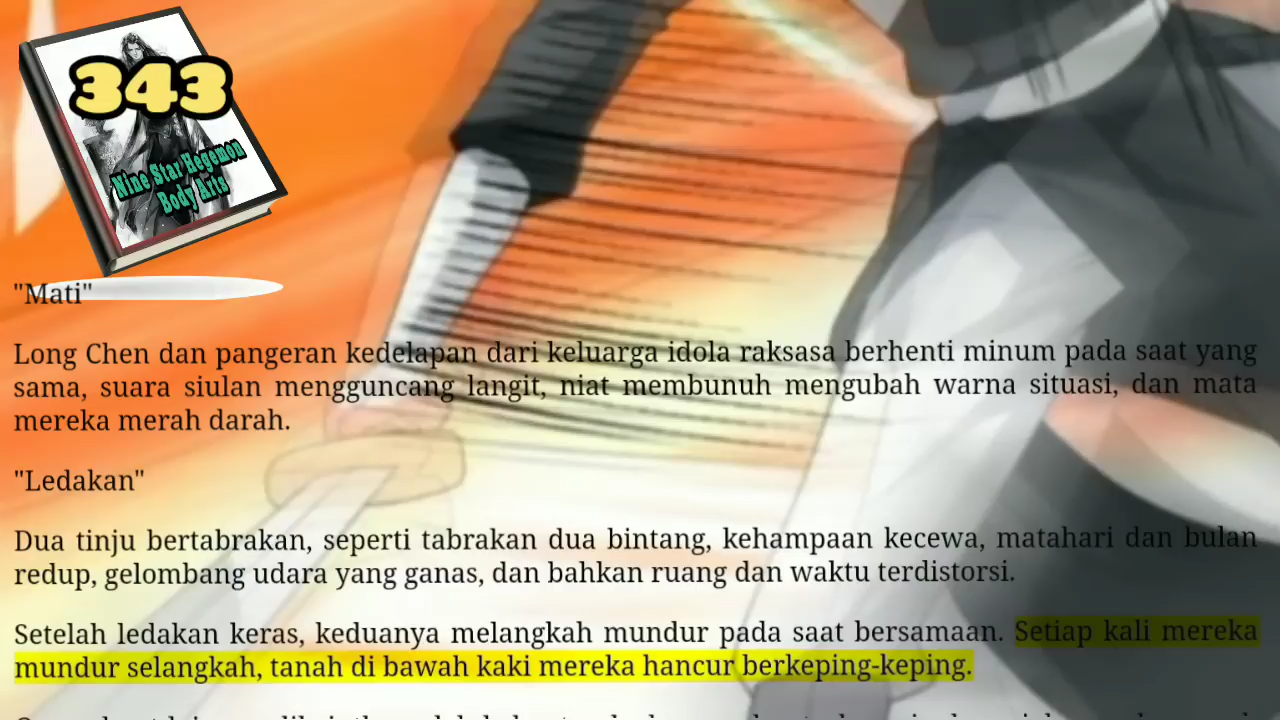 343
Nine Star Hegemon
Body Arts
"Mati"
Long Chen dan pangeran kedelapan dari keluarga idola raksasa berhenti minum pada saat yang
sama, suara siulan mengguncang langit, niat membunuh mengubah warna situasi, dan mata
mereka merah darah.
"Ledakan"
Dua tinju bertabrakan, seperti tabrakan dua bintang, kehampaan kecewa, matahari dan bulan
redup, gelombang udara yang ganas, dan bahkan ruang dan waktu terdistorsi.
Setelah ledakan keras, keduanya melangkah mundur pada saat bersamaan. Setiap kali mereka
mundur selangkah, tanah di bawah kaki mereka hancur berkeping-keping.